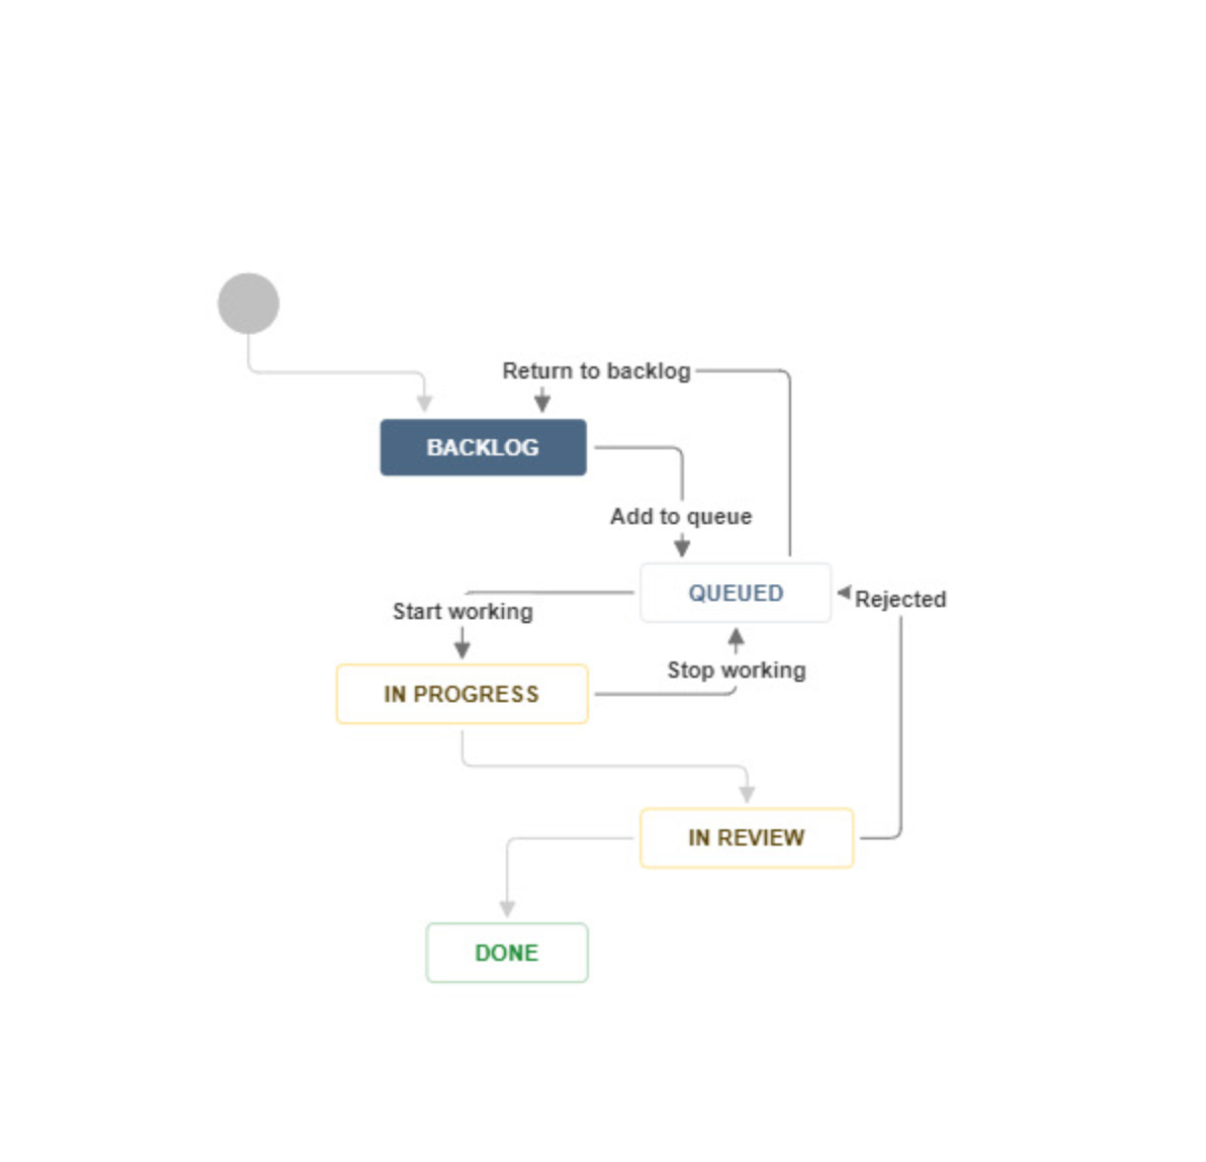 Return to backlog
BACKLOG
Add to queue
QUEUED
Rejected
Start working
Stop working
IN PROGRESS
IN REVIEW
DONE